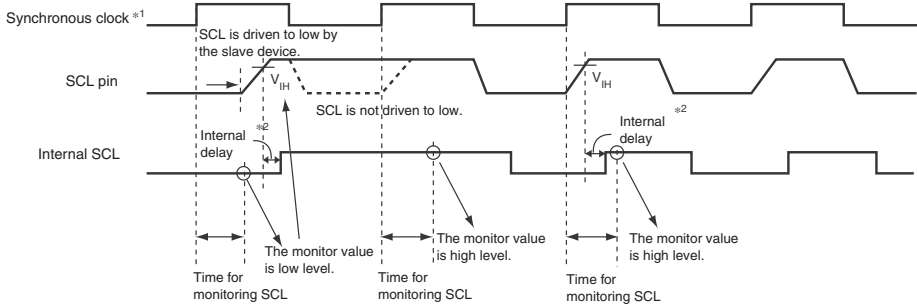 Synchronous clock *1
SCL is driven to low by
the slave device.
SCL pin
VIH
VIH
SCL is not driven to low.
*2
*2
Internal
delay
Internal
delay
Internal SCL
The monitor value
is low level.
The monitor value
is high level.
The monitor value
is high level.
Time for
monitoring SCL
Time for
monitoring SCL
Time for
monitoring SCL